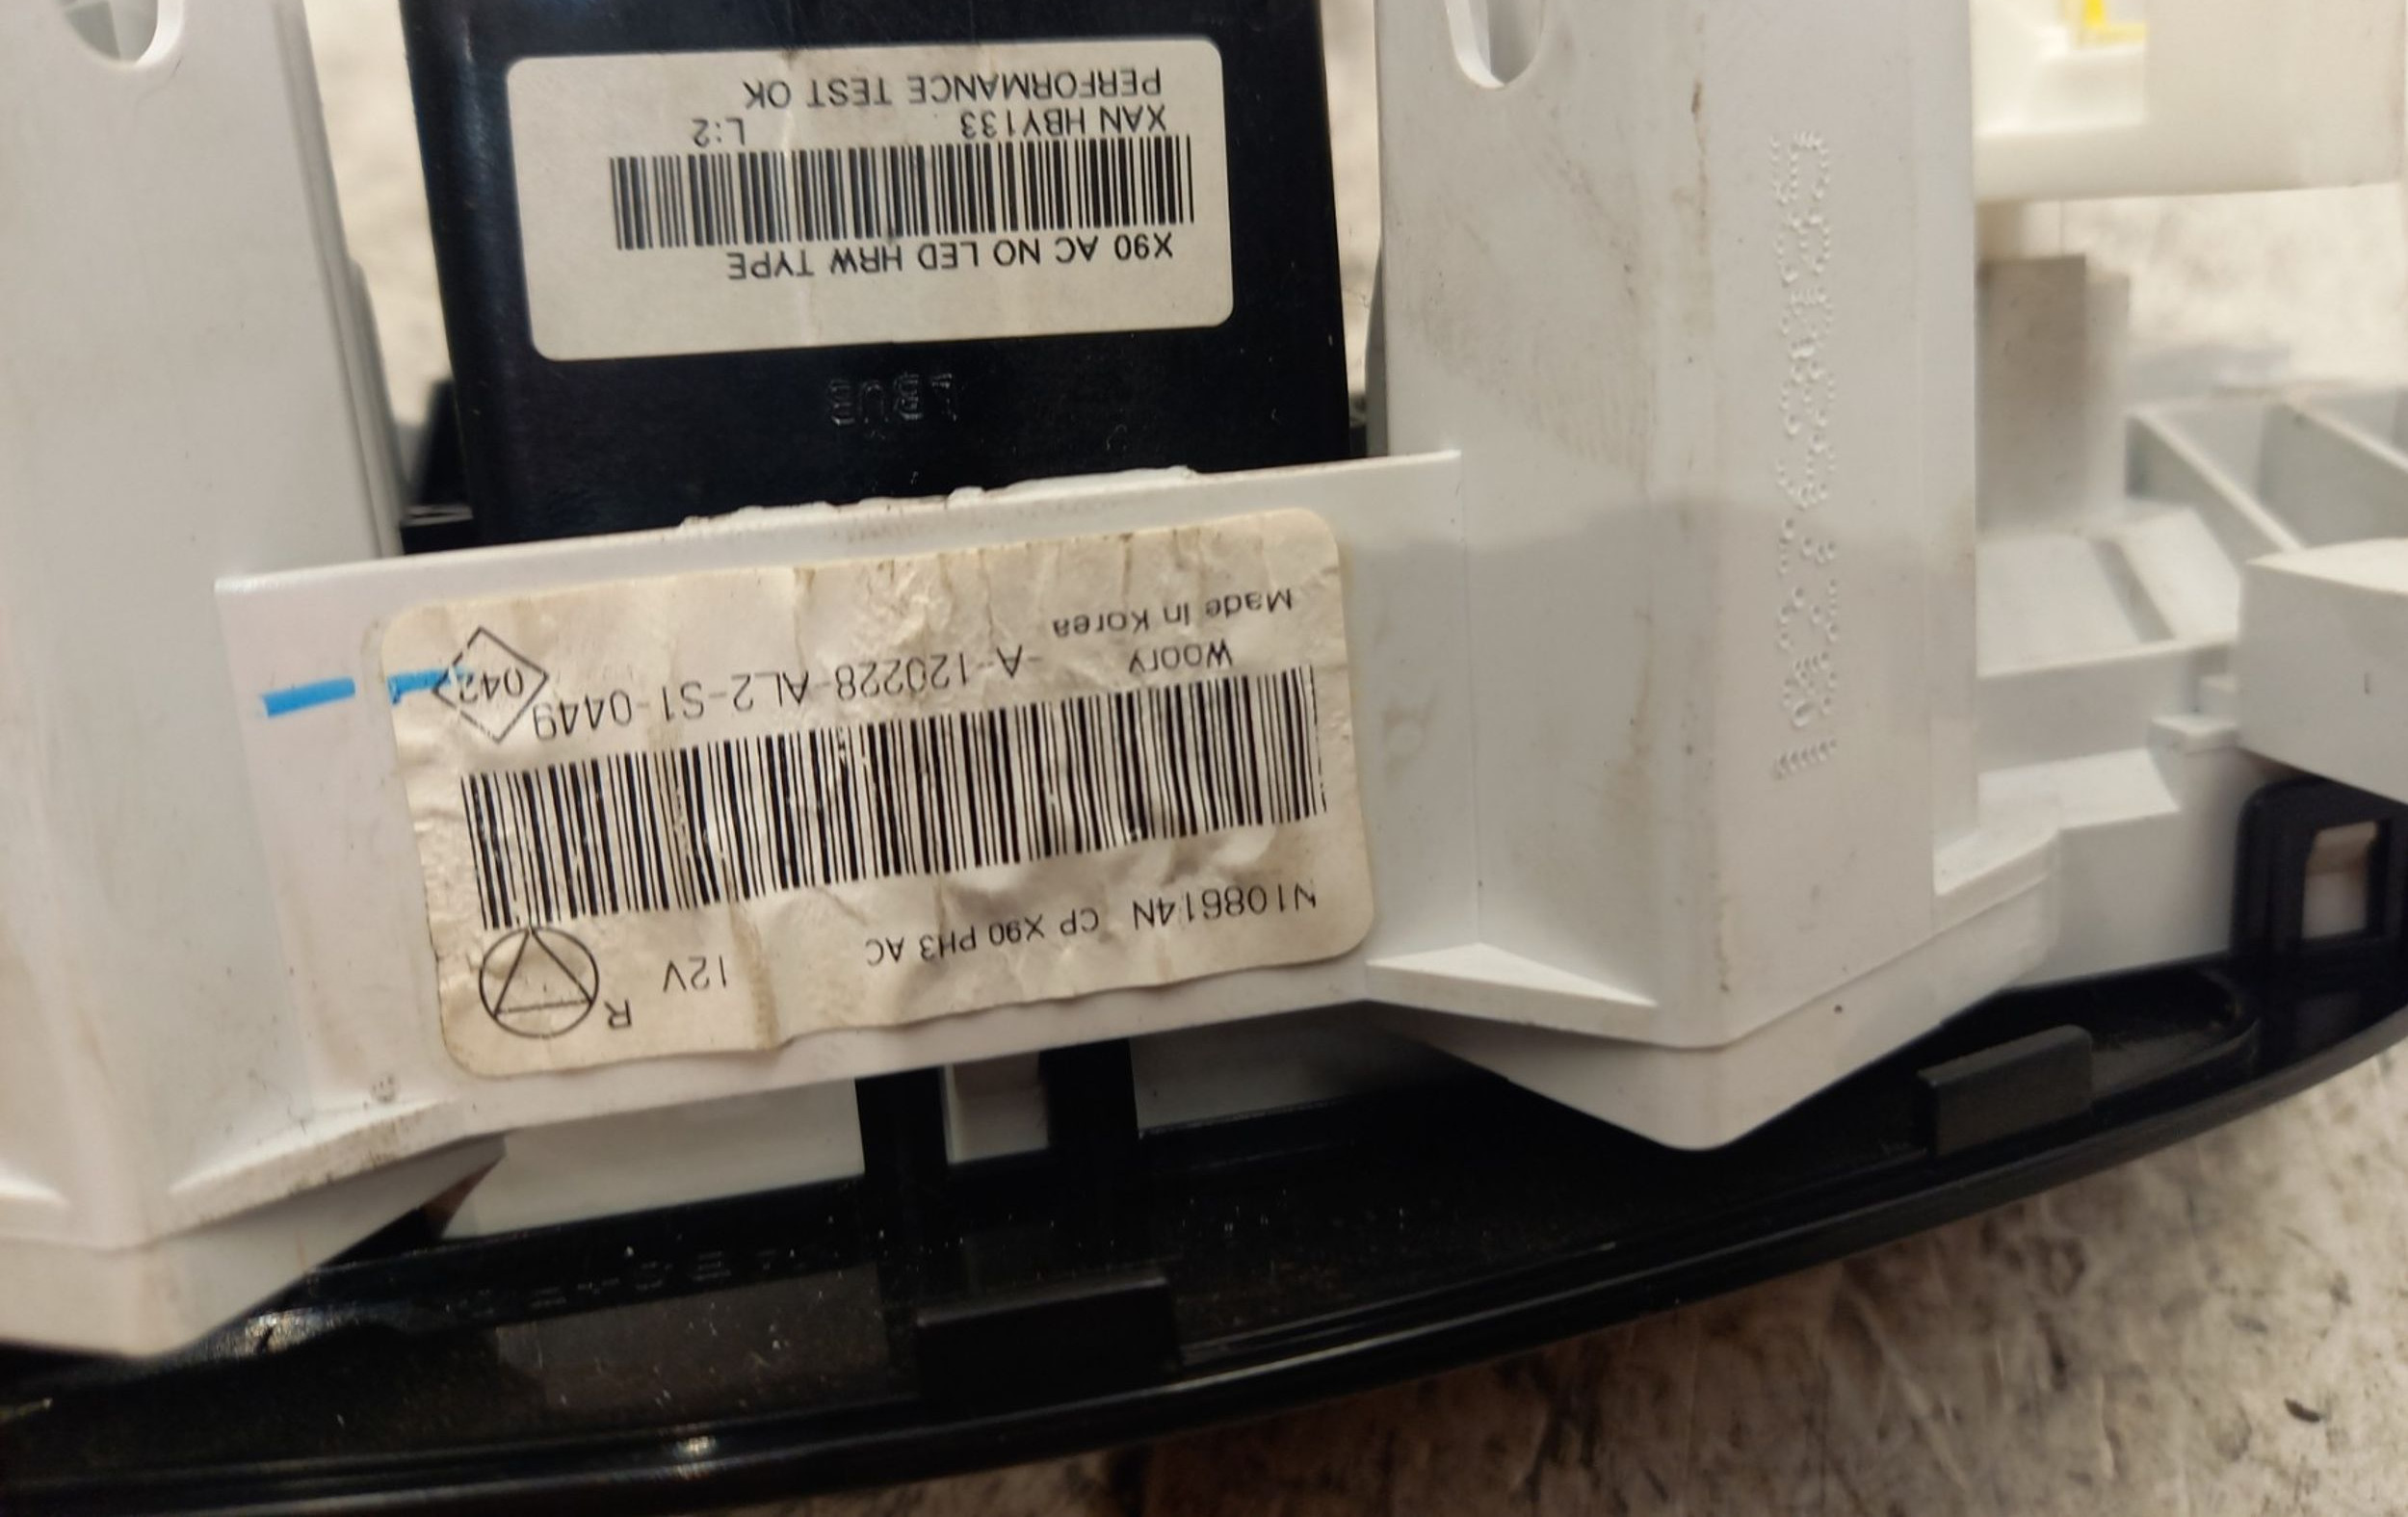 N108614N CP X90 PH3 AC 12V R
Woory -A-120228-AL2-S1-0449 042
Made In Korea
X90 AC NO LED HRW TYPE
XAN HBY133 L:2
PERFORMANCE TEST OK